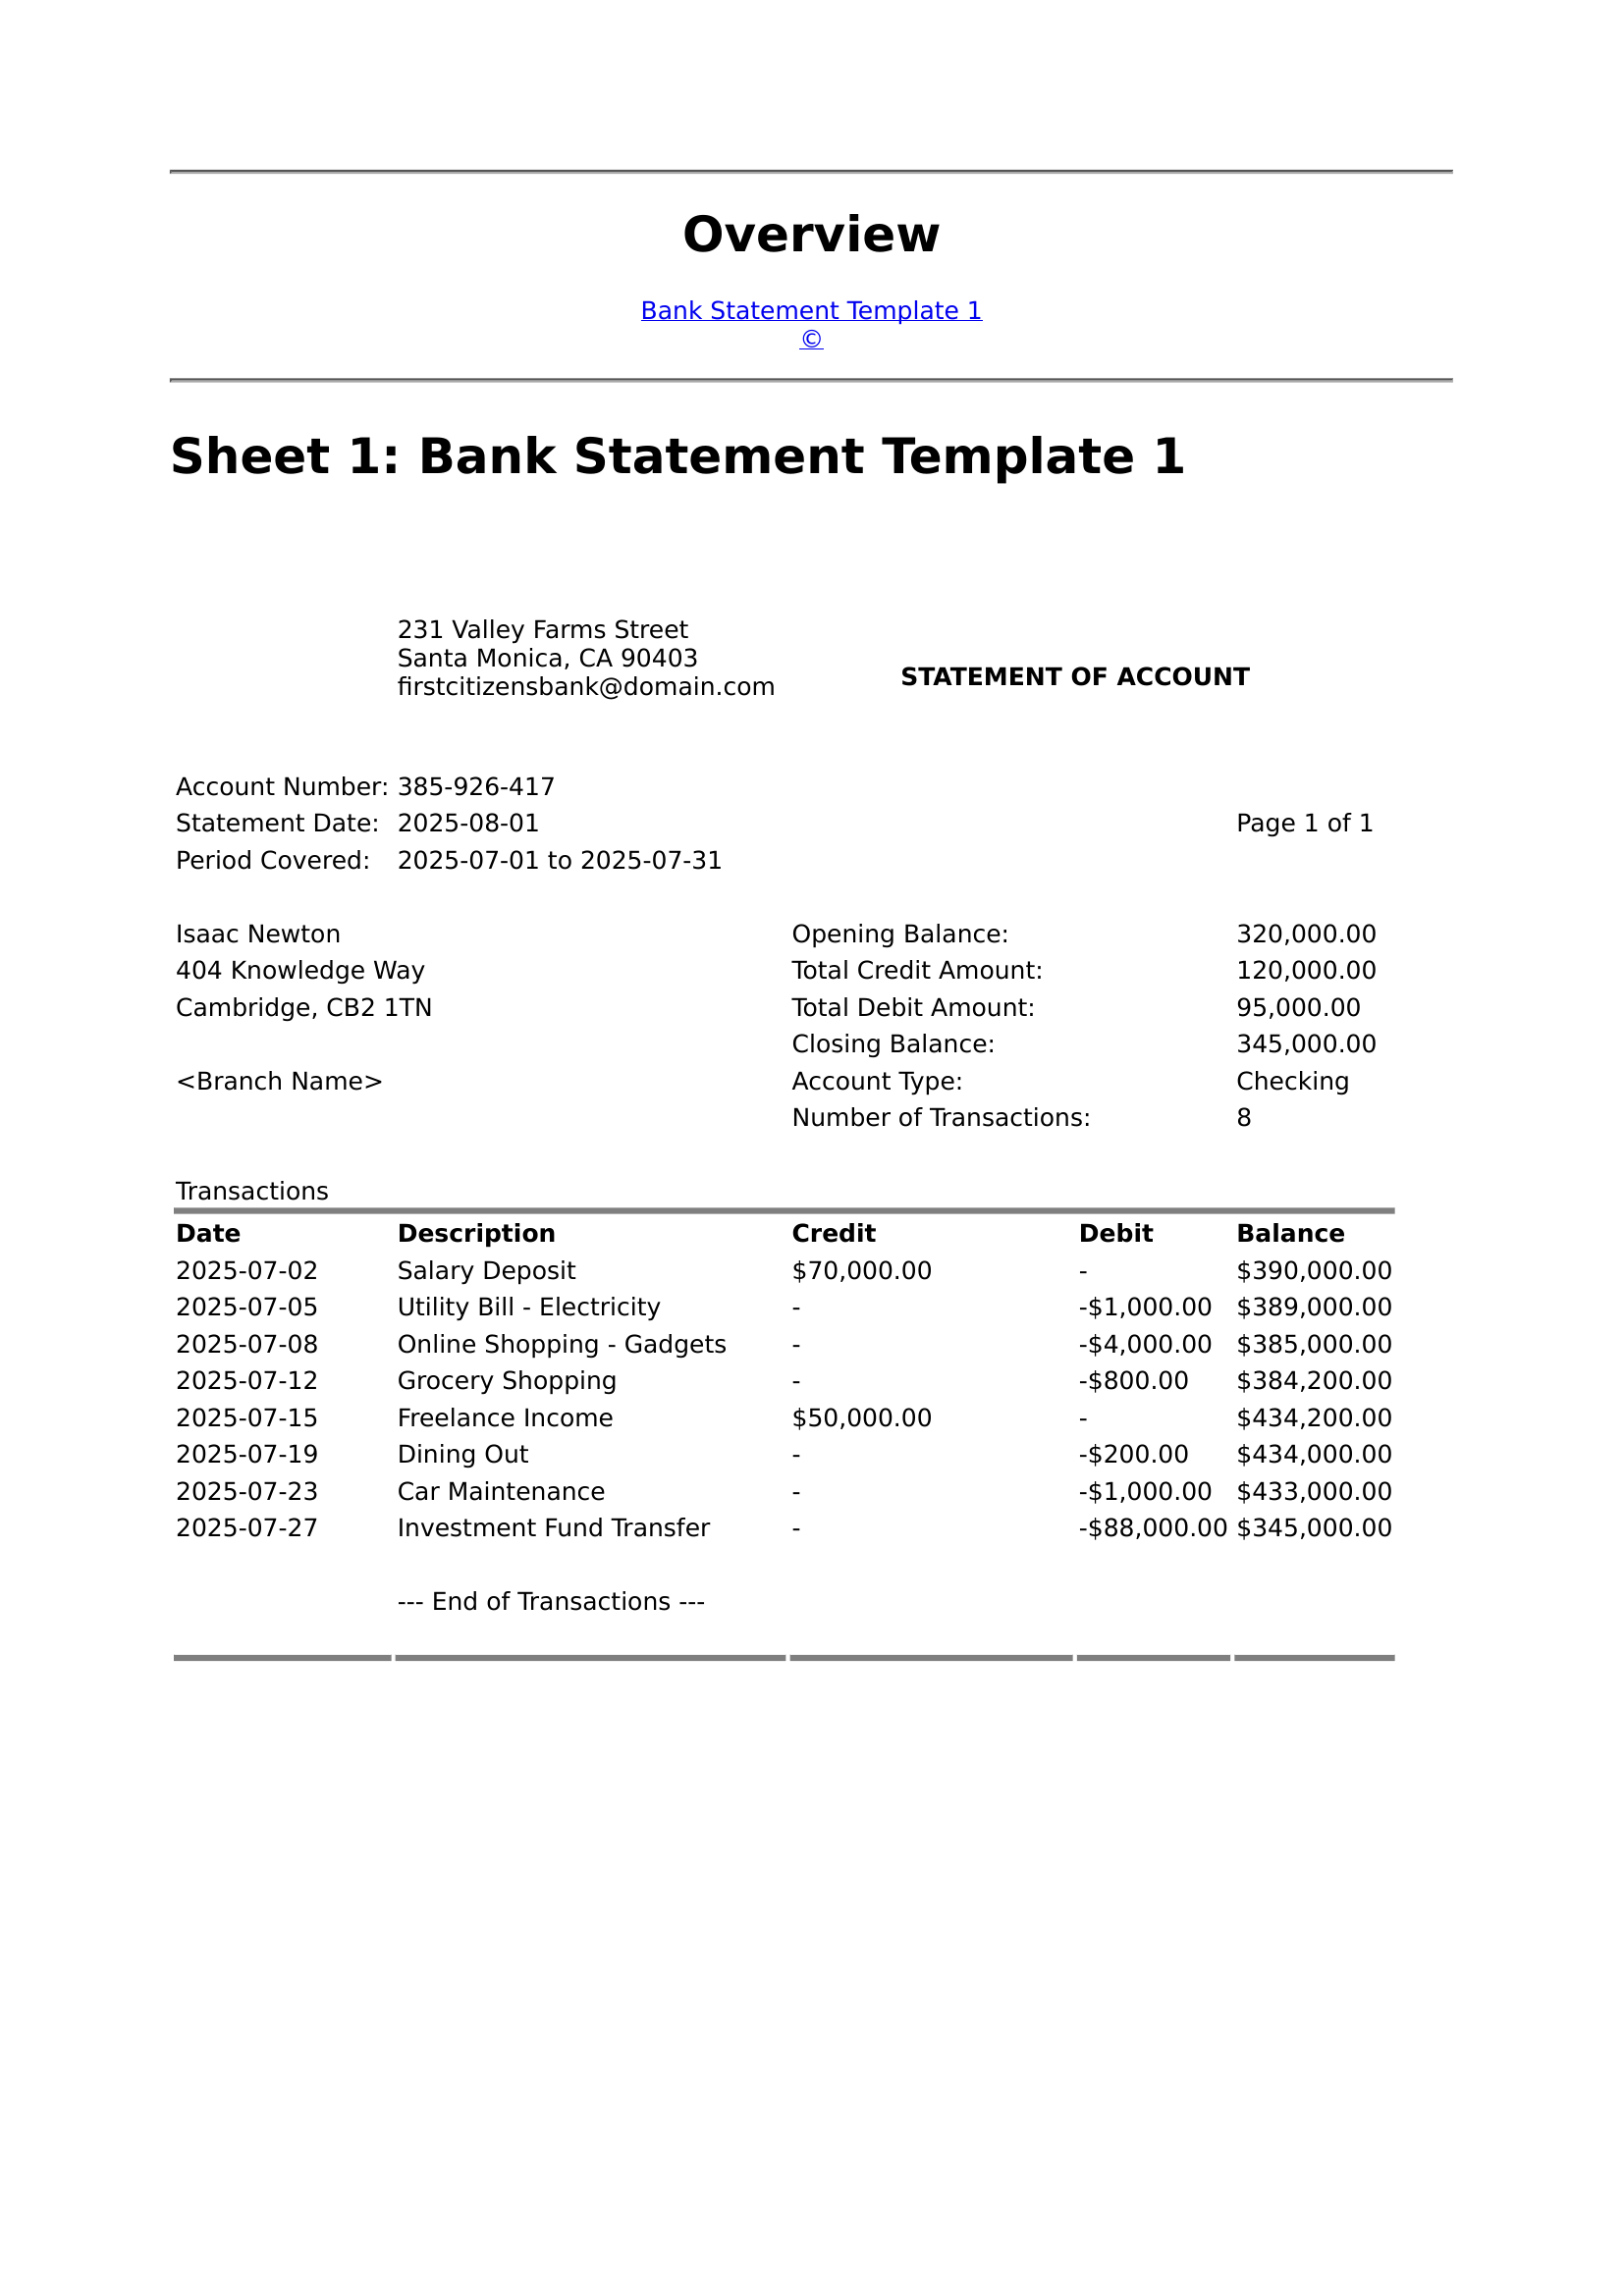 Overview
Bank Statement Template 1
©
Sheet 1: Bank Statement Template 1
231 Valley Farms Street
Santa Monica, CA 90403
firstcitizensbank@domain.com
STATEMENT OF ACCOUNT
Account Number: 385-926-417
Statement Date: 2025-08-01 Page 1 of 1
Period Covered: 2025-07-01 to 2025-07-31
Isaac Newton Opening Balance: 320,000.00
404 Knowledge Way Total Credit Amount: 120,000.00
Cambridge, CB2 1TN Total Debit Amount: 95,000.00
Closing Balance: 345,000.00
<Branch Name> Account Type: Checking
Number of Transactions: 8
Transactions
Date Description Credit Debit Balance
2025-07-02 Salary Deposit $70,000.00 - $390,000.00
2025-07-05 Utility Bill - Electricity - -$1,000.00 $389,000.00
2025-07-08 Online Shopping - Gadgets - -$4,000.00 $385,000.00
2025-07-12 Grocery Shopping - -$800.00 $384,200.00
2025-07-15 Freelance Income $50,000.00 - $434,200.00
2025-07-19 Dining Out - -$200.00 $434,000.00
2025-07-23 Car Maintenance - -$1,000.00 $433,000.00
2025-07-27 Investment Fund Transfer - -$88,000.00 $345,000.00
--- End of Transactions ---